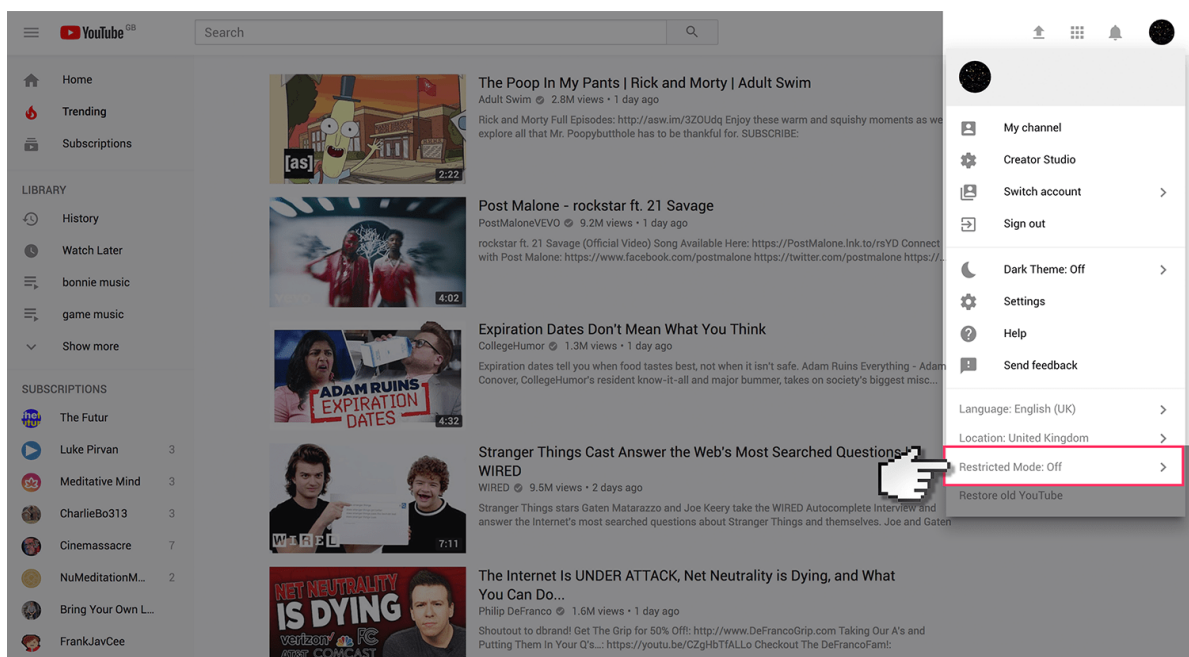 YouTube GB
Search
Home
Trending
Subscriptions
LIBRARY
History
Watch Later
bonnie music
game music
Show more
SUBSCRIPTIONS
The Futur
Luke Pirvan 3
Meditative Mind 3
CharlieBo313 3
Cinemassacre 7
NuMeditationM... 2
Bring Your Own L...
FrankJavCee
[as]
2:22
The Poop In My Pants | Rick and Morty | Adult Swim
Adult Swim 2.8M views • 1 day ago
Rick and Morty Full Episodes: http://asw.im/3ZOUdq Enjoy these warm and squishy moments as we
explore all that Mr. Poopybutthole has to be thankful for. SUBSCRIBE:
4:02
Post Malone - rockstar ft. 21 Savage
PostMaloneVEVO 9.2M views • 1 day ago
rockstar ft. 21 Savage (Official Video) Song Available Here: https://PostMalone.lnk.to/rsYD Connect
with Post Malone: https://www.facebook.com/postmalone https://twitter.com/postmalone https://...
ADAM RUINS
EXPIRATION
DATES
4:32
Expiration Dates Don't Mean What You Think
CollegeHumor 1.3M views • 1 day ago
Expiration dates tell you when food tastes best, not when it isn't safe. Adam Ruins Everything - Adam
Conover, CollegeHumor's resident know-it-all and major bummer, takes on society's biggest misc...
WIRED
7:11
Stranger Things Cast Answer the Web's Most Searched Questions
WIRED
WIRED 9.5M views • 2 days ago
Stranger Things stars Gaten Matarazzo and Joe Keery take the WIRED Autocomplete Interview and
answer the Internet's most searched questions about Stranger Things and themselves. Joe and Gaten
NET NEUTRALITY
IS DYING
verizon
AT&T COMCAST
The Internet Is UNDER ATTACK, Net Neutrality is Dying, and What
You Can Do...
Philip DeFranco 1.6M views • 1 day ago
Shoutout to dbrand! Get The Grip for 50% Off!: http://www.DeFrancoGrip.com Taking Our A's and
Putting Them In Your Q's...: https://youtu.be/CZgHbTfALLo Checkout The DeFrancoFam!:
My channel
Creator Studio
Switch account
Sign out
Dark Theme: Off
Settings
Help
Send feedback
Language: English (UK)
Location: United Kingdom
Restricted Mode: Off
Restore old YouTube